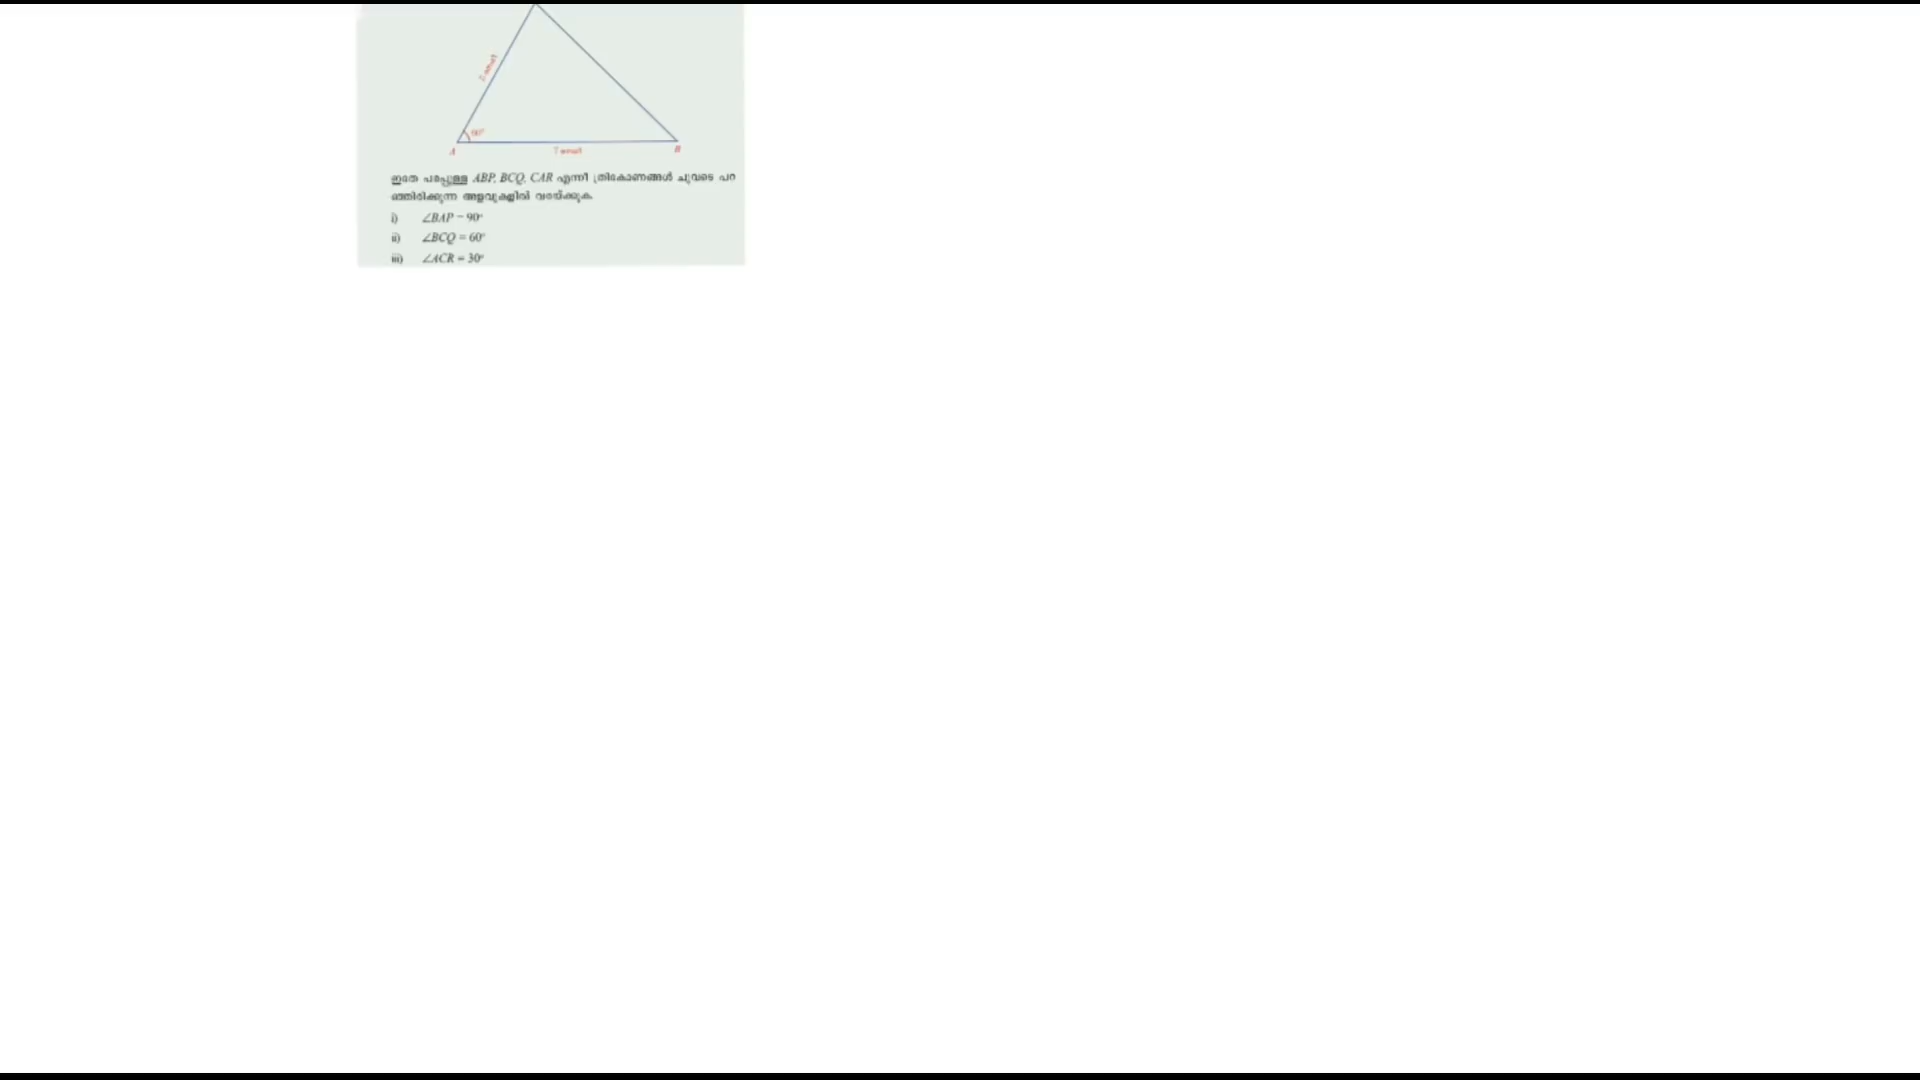 60°
A
B
ഇതേ പരപ്പുള്ള ABP, BCQ, CAR എന്നീ ത്രികോണങ്ങൾ ചുവടെ പറ
ഞ്ഞിരിക്കുന്ന അളവുകളിൽ വരയ്ക്കുക
i) ∠BAP = 90°
ii) ∠BCQ = 60°
iii) ∠ACR = 30°